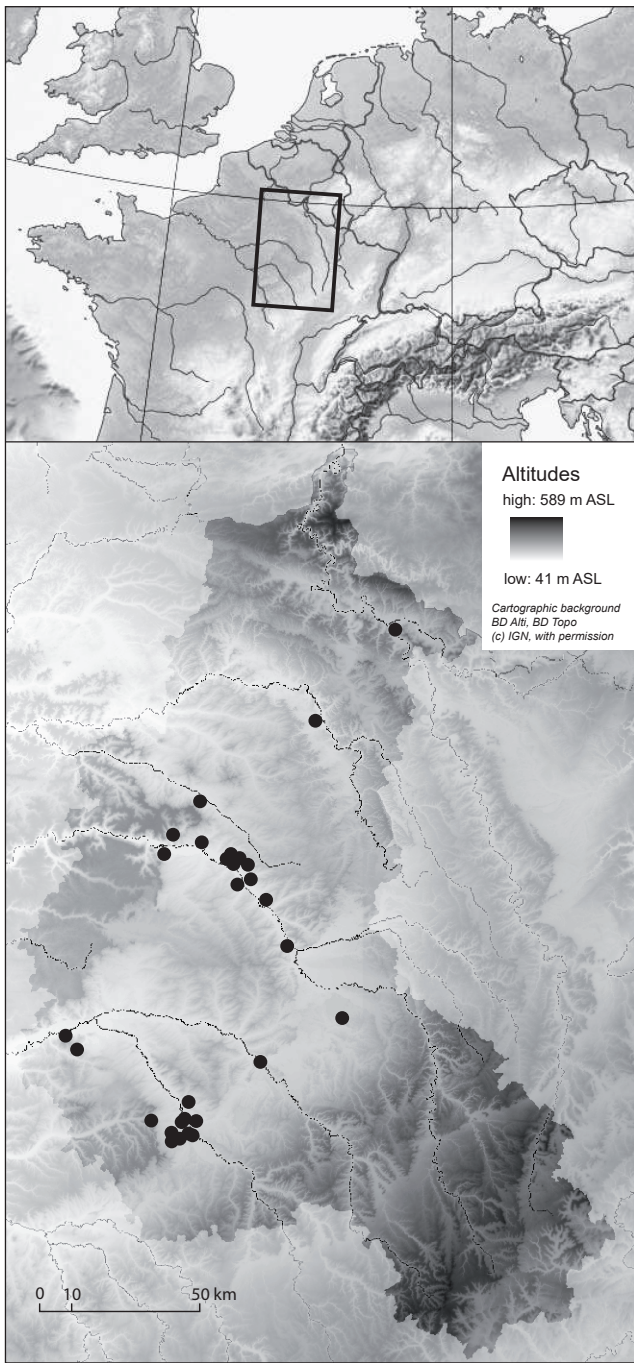 Altitudes
high: 589 m ASL
low: 41 m ASL
Cartographic background
BD Alti, BD Topo
(c) IGN, with permission
0 10 50 km